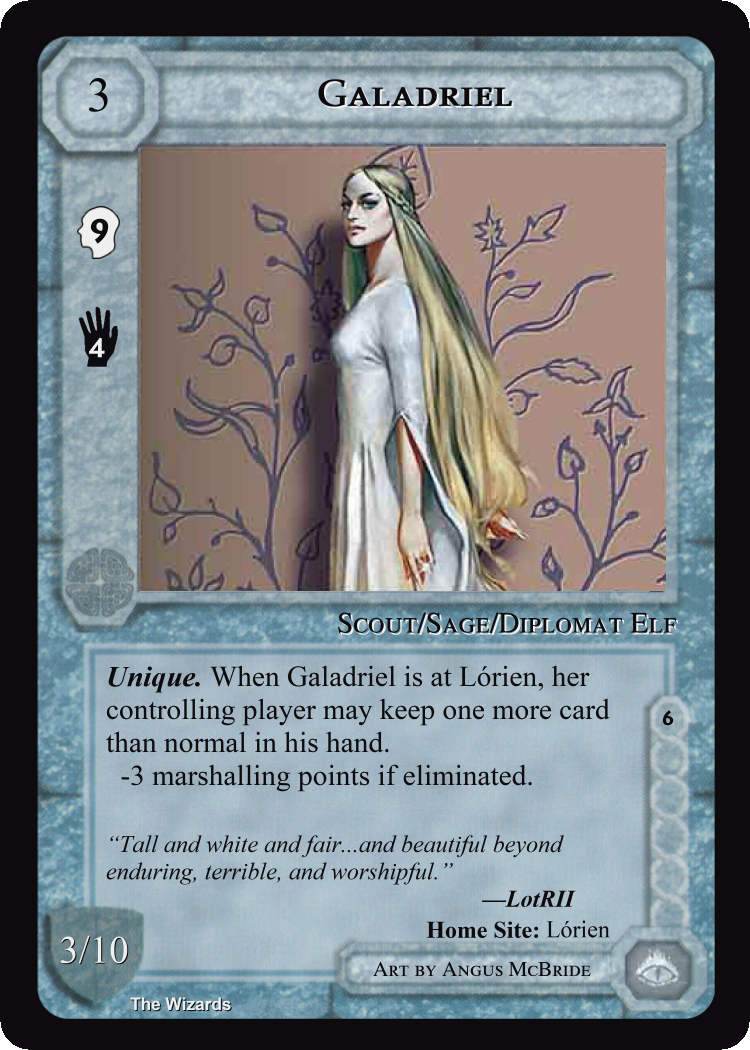 3
Galadriel
9
4
Scout/Sage/Diplomat Elf
Unique. When Galadriel is at Lórien, her
controlling player may keep one more card
than normal in his hand.
-3 marshalling points if eliminated.
6
“Tall and white and fair...and beautiful beyond
enduring, terrible, and worshipful.”
—LotRII
Home Site: Lórien
3/10
Art by Angus McBride
The Wizards